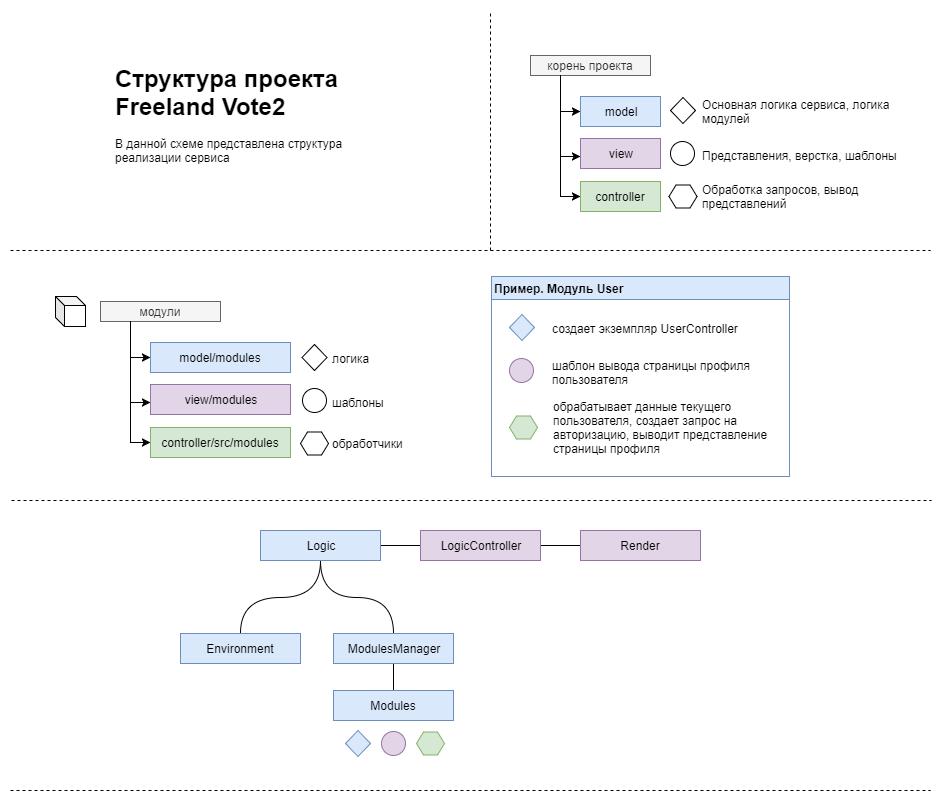 Структура проекта
Freeland Vote2
В данной схеме представлена структура
реализации сервиса
корень проекта
model
Основная логика сервиса, логика
модулей
view
Представления, верстка, шаблоны
controller
Обработка запросов, вывод
представлений
модули
model/modules
логика
view/modules
шаблоны
controller/src/modules
обработчики
Пример. Модуль User
создает экземпляр UserController
шаблон вывода страницы профиля
пользователя
обрабатывает данные текущего
пользователя, создает запрос на
авторизацию, выводит представление
страницы профиля
Logic
LogicController
Render
Environment
ModulesManager
Modules